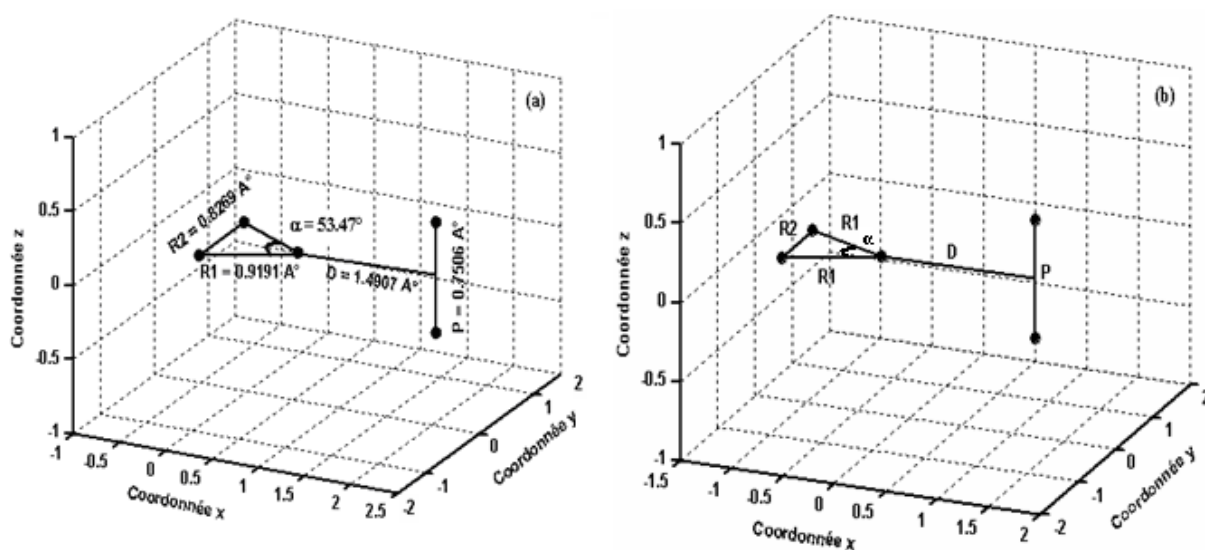 (a)
1
0.5
0
-0.5
-1
Coordonnée z
-1
-0.5
0
0.5
1
1.5
2
2.5
Coordonnée x
-2
-1
0
1
2
Coordonnée y
R2 = 0.8269 A°
α = 53.47°
R1 = 0.9191 A°
D = 1.4907 A°
P = 0.7506 A°
(b)
1
0.5
0
-0.5
-1
Coordonnée z
-1.5
-1
-0.5
0
0.5
1
1.5
2
Coordonnée x
-2
-1
0
1
2
Coordonnée y
R2
R1
α
R1
D
P